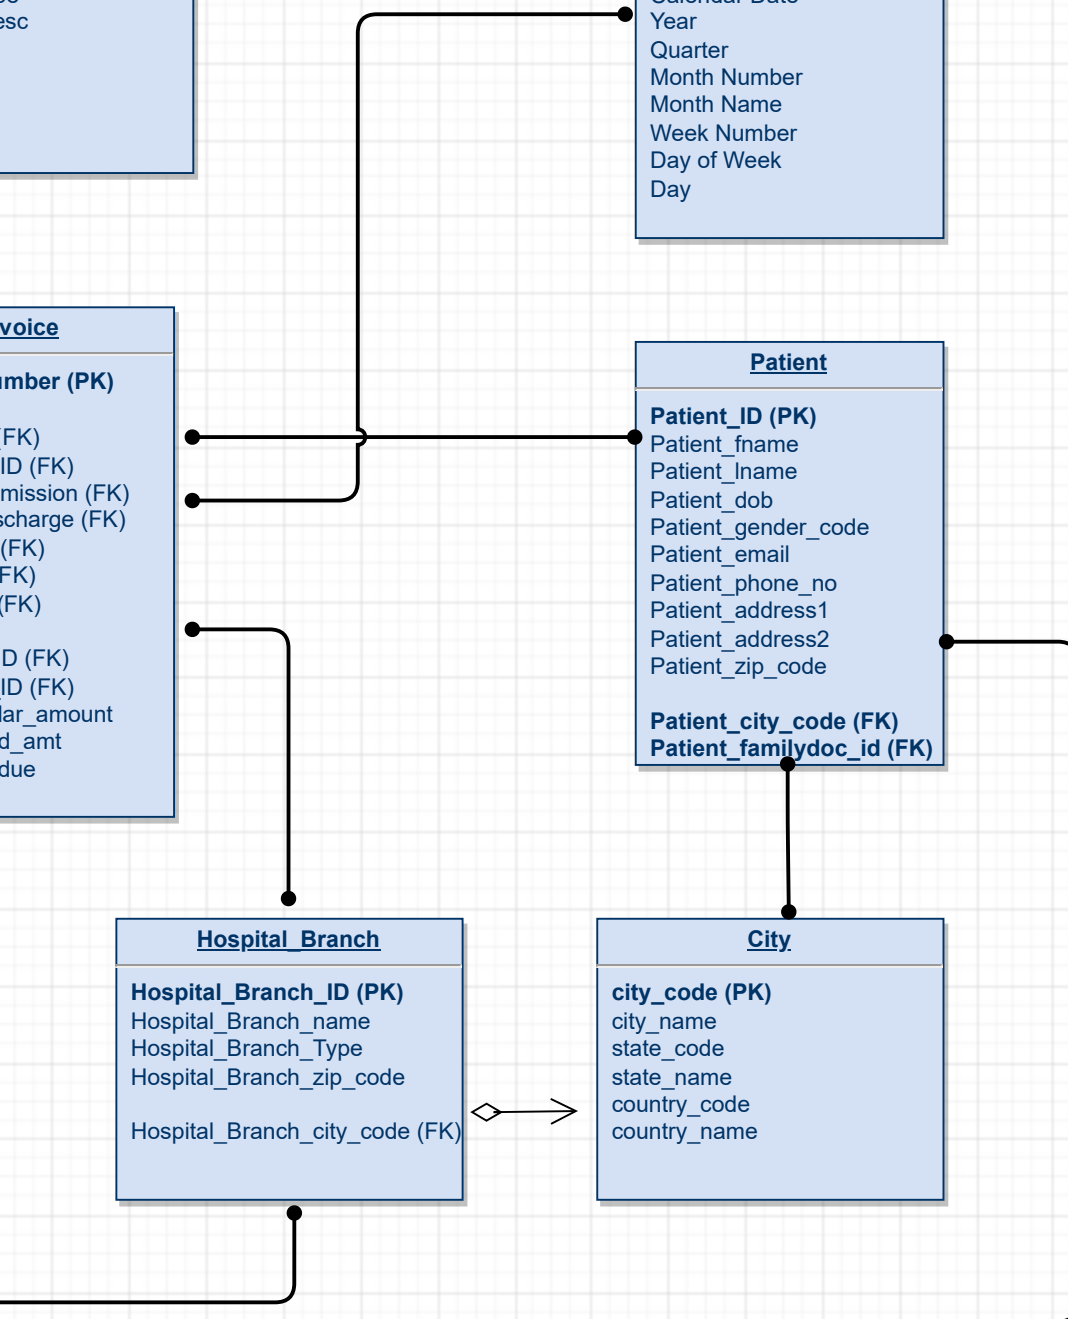 esc
Year
Quarter
Month Number
Month Name
Week Number
Day of Week
Day
voice
umber (PK)
(FK)
ID (FK)
mission (FK)
scharge (FK)
(FK)
FK)
(FK)
D (FK)
_ID (FK)
lar_amount
d_amt
due
Patient
Patient_ID (PK)
Patient_fname
Patient_lname
Patient_dob
Patient_gender_code
Patient_email
Patient_phone_no
Patient_address1
Patient_address2
Patient_zip_code
Patient_city_code (FK)
Patient_familydoc_id (FK)
Hospital_Branch
Hospital_Branch_ID (PK)
Hospital_Branch_name
Hospital_Branch_Type
Hospital_Branch_zip_code
Hospital_Branch_city_code (FK)
City
city_code (PK)
city_name
state_code
state_name
country_code
country_name